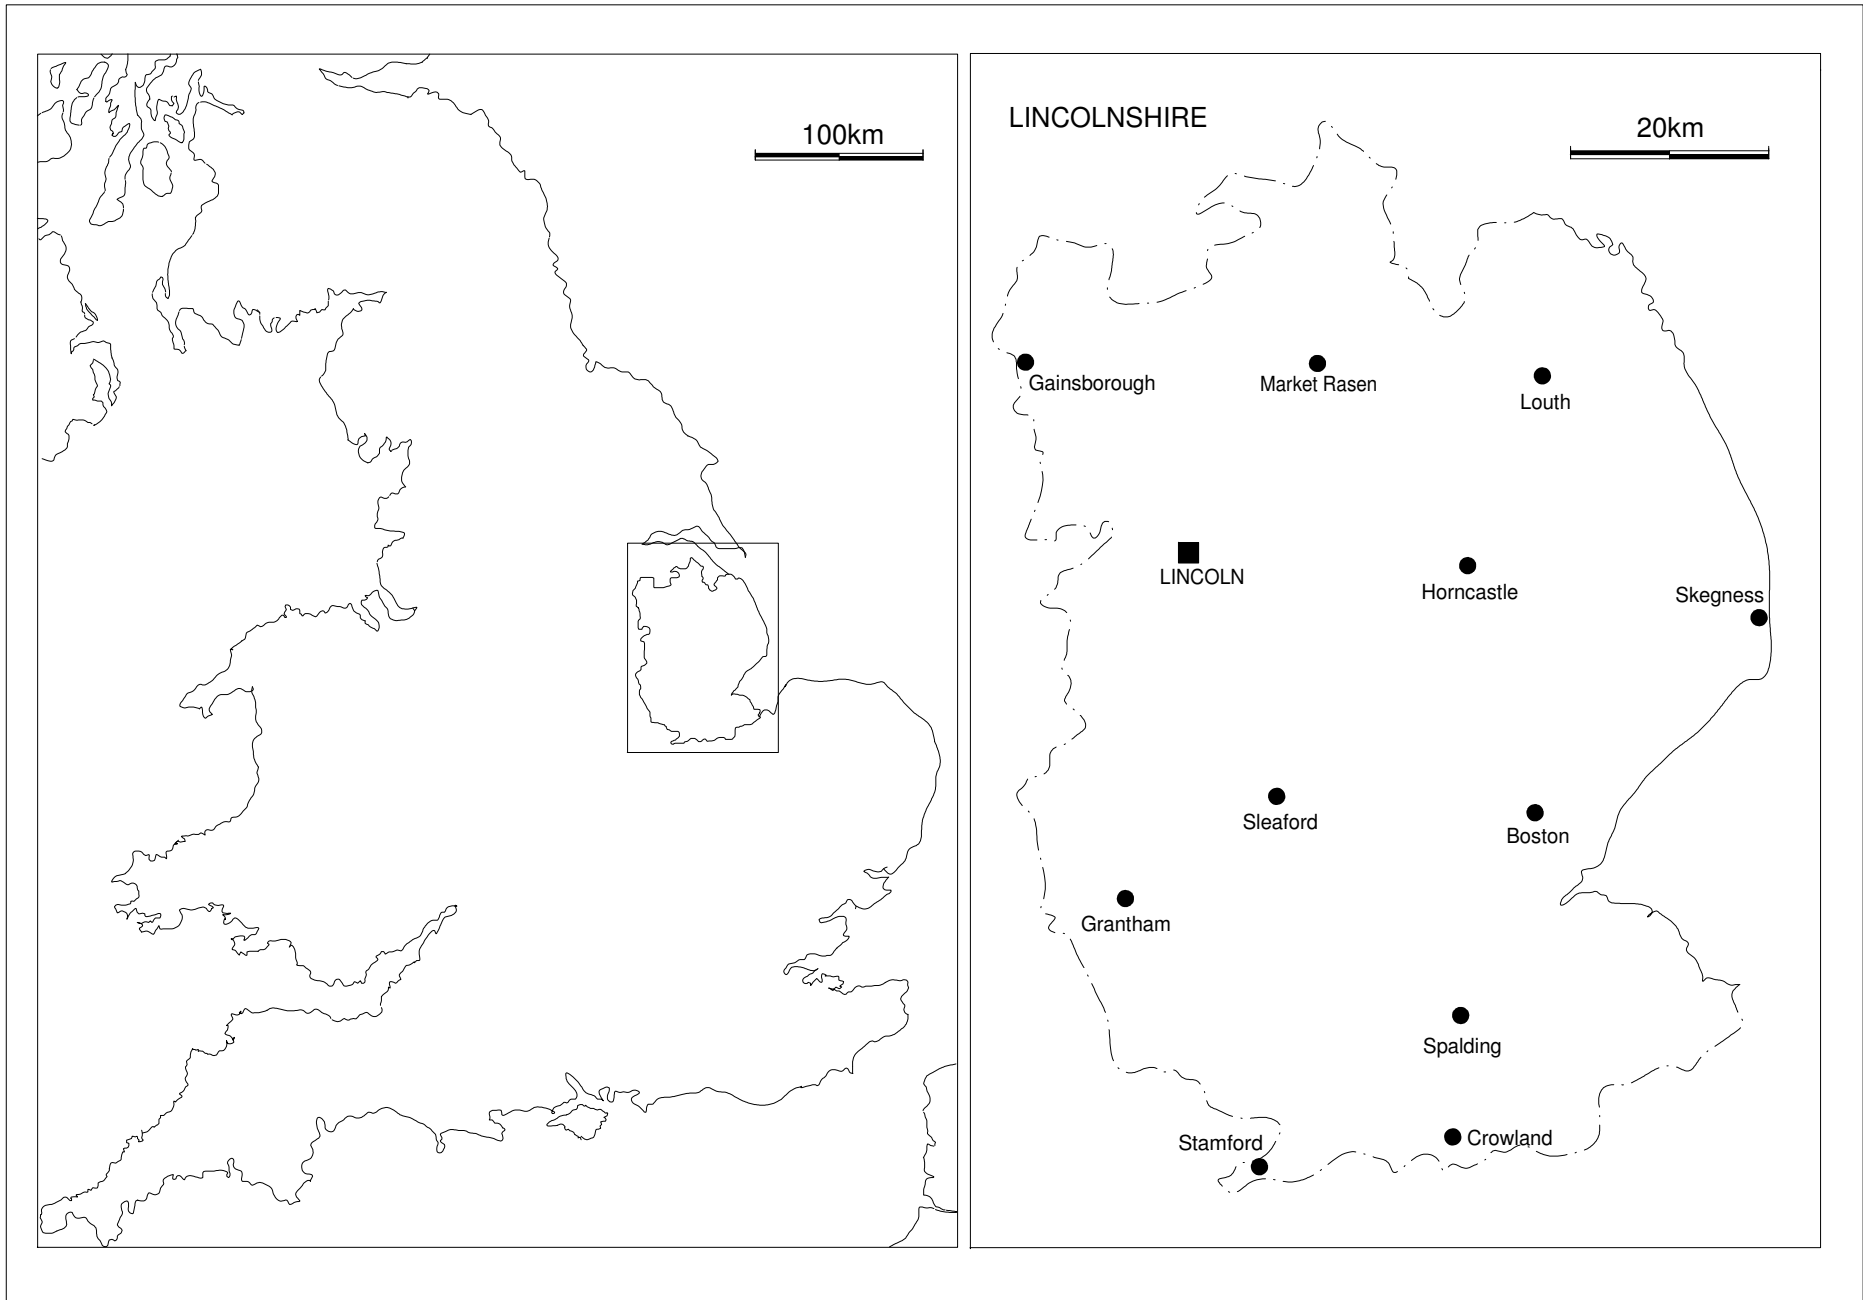 100km
LINCOLNSHIRE
20km
Gainsborough
Market Rasen
Louth
LINCOLN
Horncastle
Skegness
Sleaford
Boston
Grantham
Spalding
Stamford
Crowland